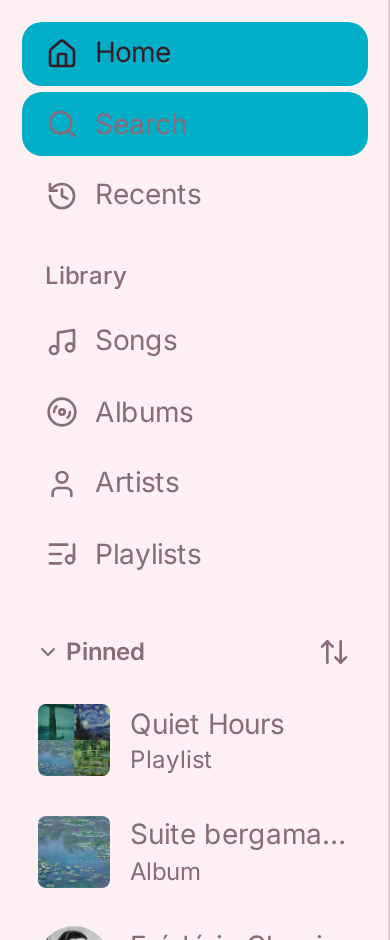 Home
Search
Recents
Library
Songs
Albums
Artists
Playlists
Pinned
Quiet Hours
Playlist
Suite bergama...
Album